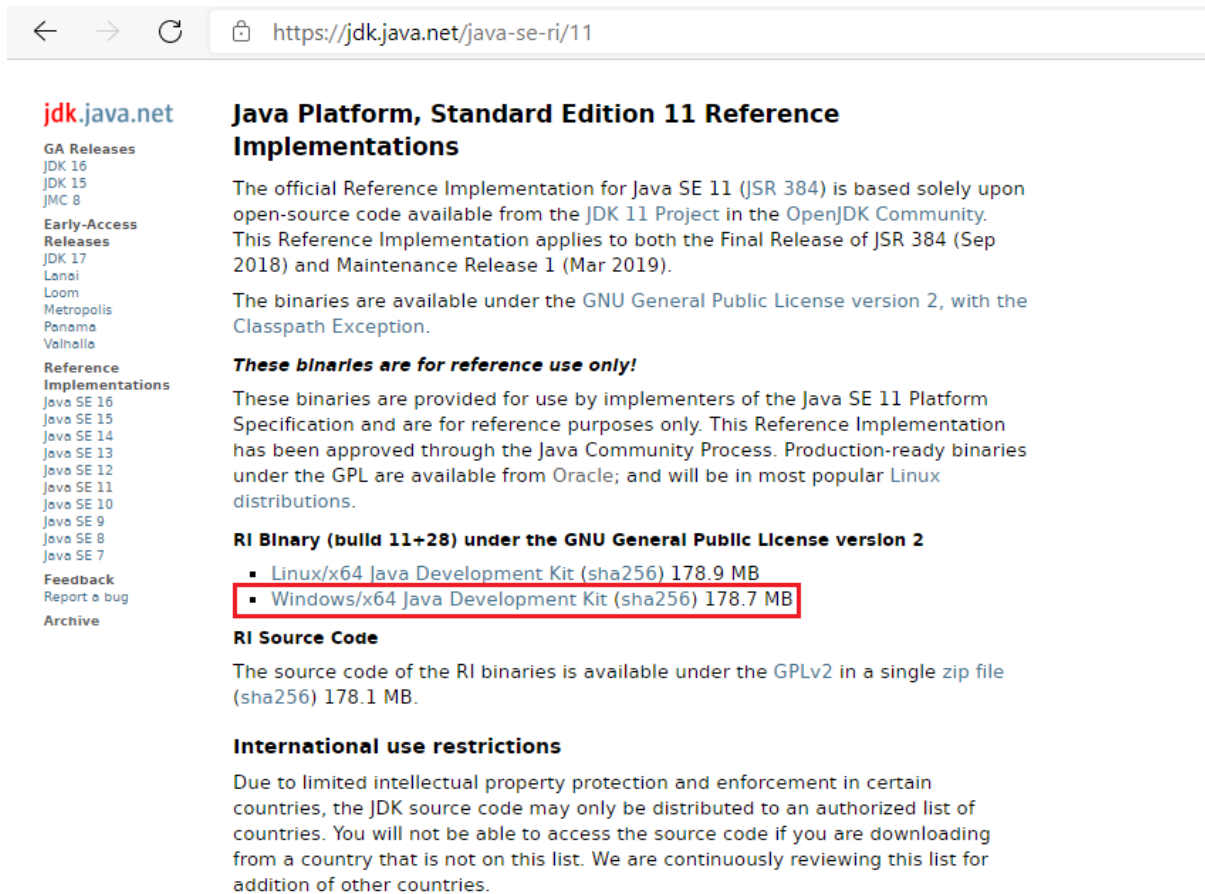 https://jdk.java.net/java-se-ri/11
jdk.java.net
GA Releases
JDK 16
JDK 15
JMC 8
Early-Access
Releases
JDK 17
Lanai
Loom
Metropolis
Panama
Valhalla
Reference
Implementations
Java SE 16
Java SE 15
Java SE 14
Java SE 13
Java SE 12
Java SE 11
Java SE 10
Java SE 9
Java SE 8
Java SE 7
Feedback
Report a bug
Archive
Java Platform, Standard Edition 11 Reference
Implementations
The official Reference Implementation for Java SE 11 (JSR 384) is based solely upon
open-source code available from the JDK 11 Project in the OpenJDK Community.
This Reference Implementation applies to both the Final Release of JSR 384 (Sep
2018) and Maintenance Release 1 (Mar 2019).
The binaries are available under the GNU General Public License version 2, with the
Classpath Exception.
These binaries are for reference use only!
These binaries are provided for use by implementers of the Java SE 11 Platform
Specification and are for reference purposes only. This Reference Implementation
has been approved through the Java Community Process. Production-ready binaries
under the GPL are available from Oracle; and will be in most popular Linux
distributions.
RI Binary (build 11+28) under the GNU General Public License version 2
▪ Linux/x64 Java Development Kit (sha256) 178.9 MB
▪ Windows/x64 Java Development Kit (sha256) 178.7 MB
RI Source Code
The source code of the RI binaries is available under the GPLv2 in a single zip file
(sha256) 178.1 MB.
International use restrictions
Due to limited intellectual property protection and enforcement in certain
countries, the JDK source code may only be distributed to an authorized list of
countries. You will not be able to access the source code if you are downloading
from a country that is not on this list. We are continuously reviewing this list for
addition of other countries.